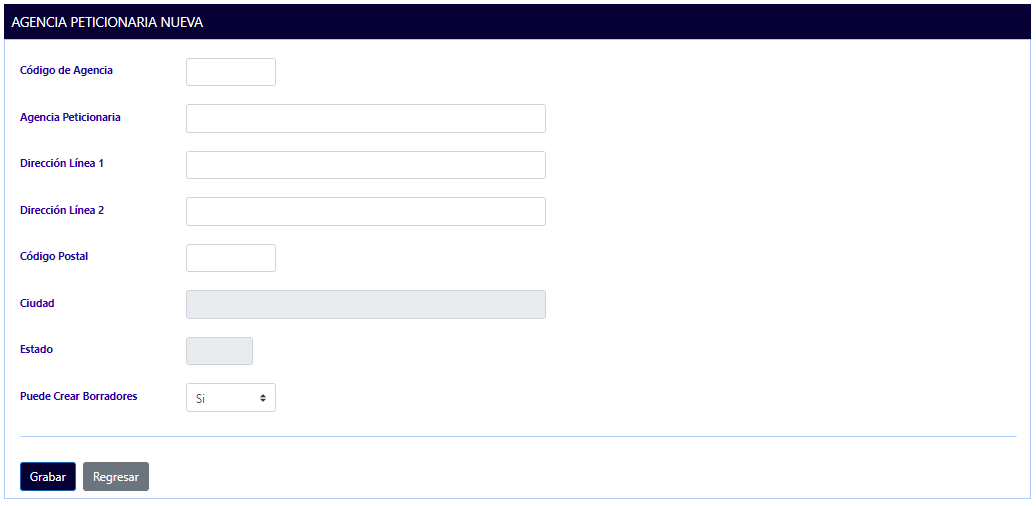 AGENCIA PETICIONARIA NUEVA
Código de Agencia
Agencia Peticionaria
Dirección Línea 1
Dirección Línea 2
Código Postal
Ciudad
Estado
Puede Crear Borradores Si
Grabar Regresar